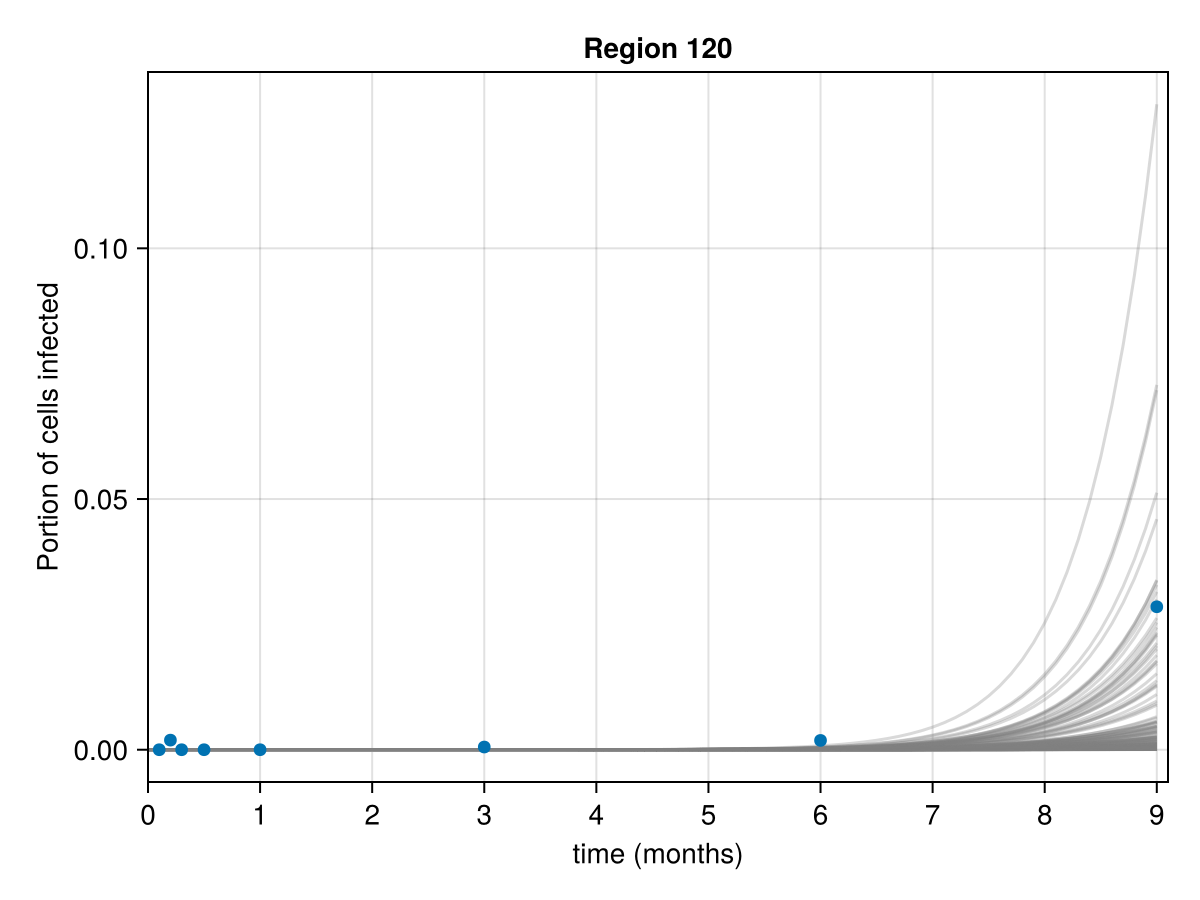 Region 120
Portion of cells infected
0.10
0.05
0.00
0 1 2 3 4 5 6 7 8 9
time (months)